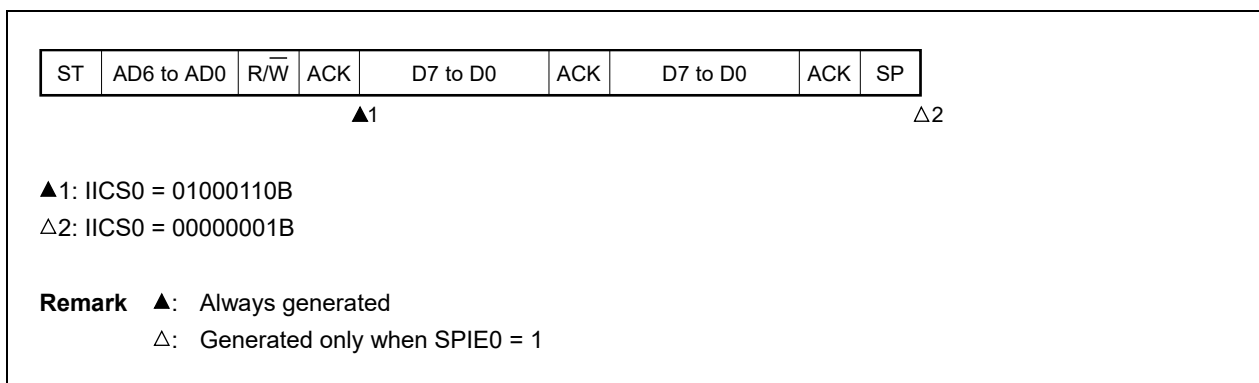 ST AD6 to AD0 R/W̅ ACK D7 to D0 ACK D7 to D0 ACK SP
▲1 △2
▲1: IICS0 = 01000110B
△2: IICS0 = 00000001B
Remark ▲: Always generated
△: Generated only when SPIE0 = 1